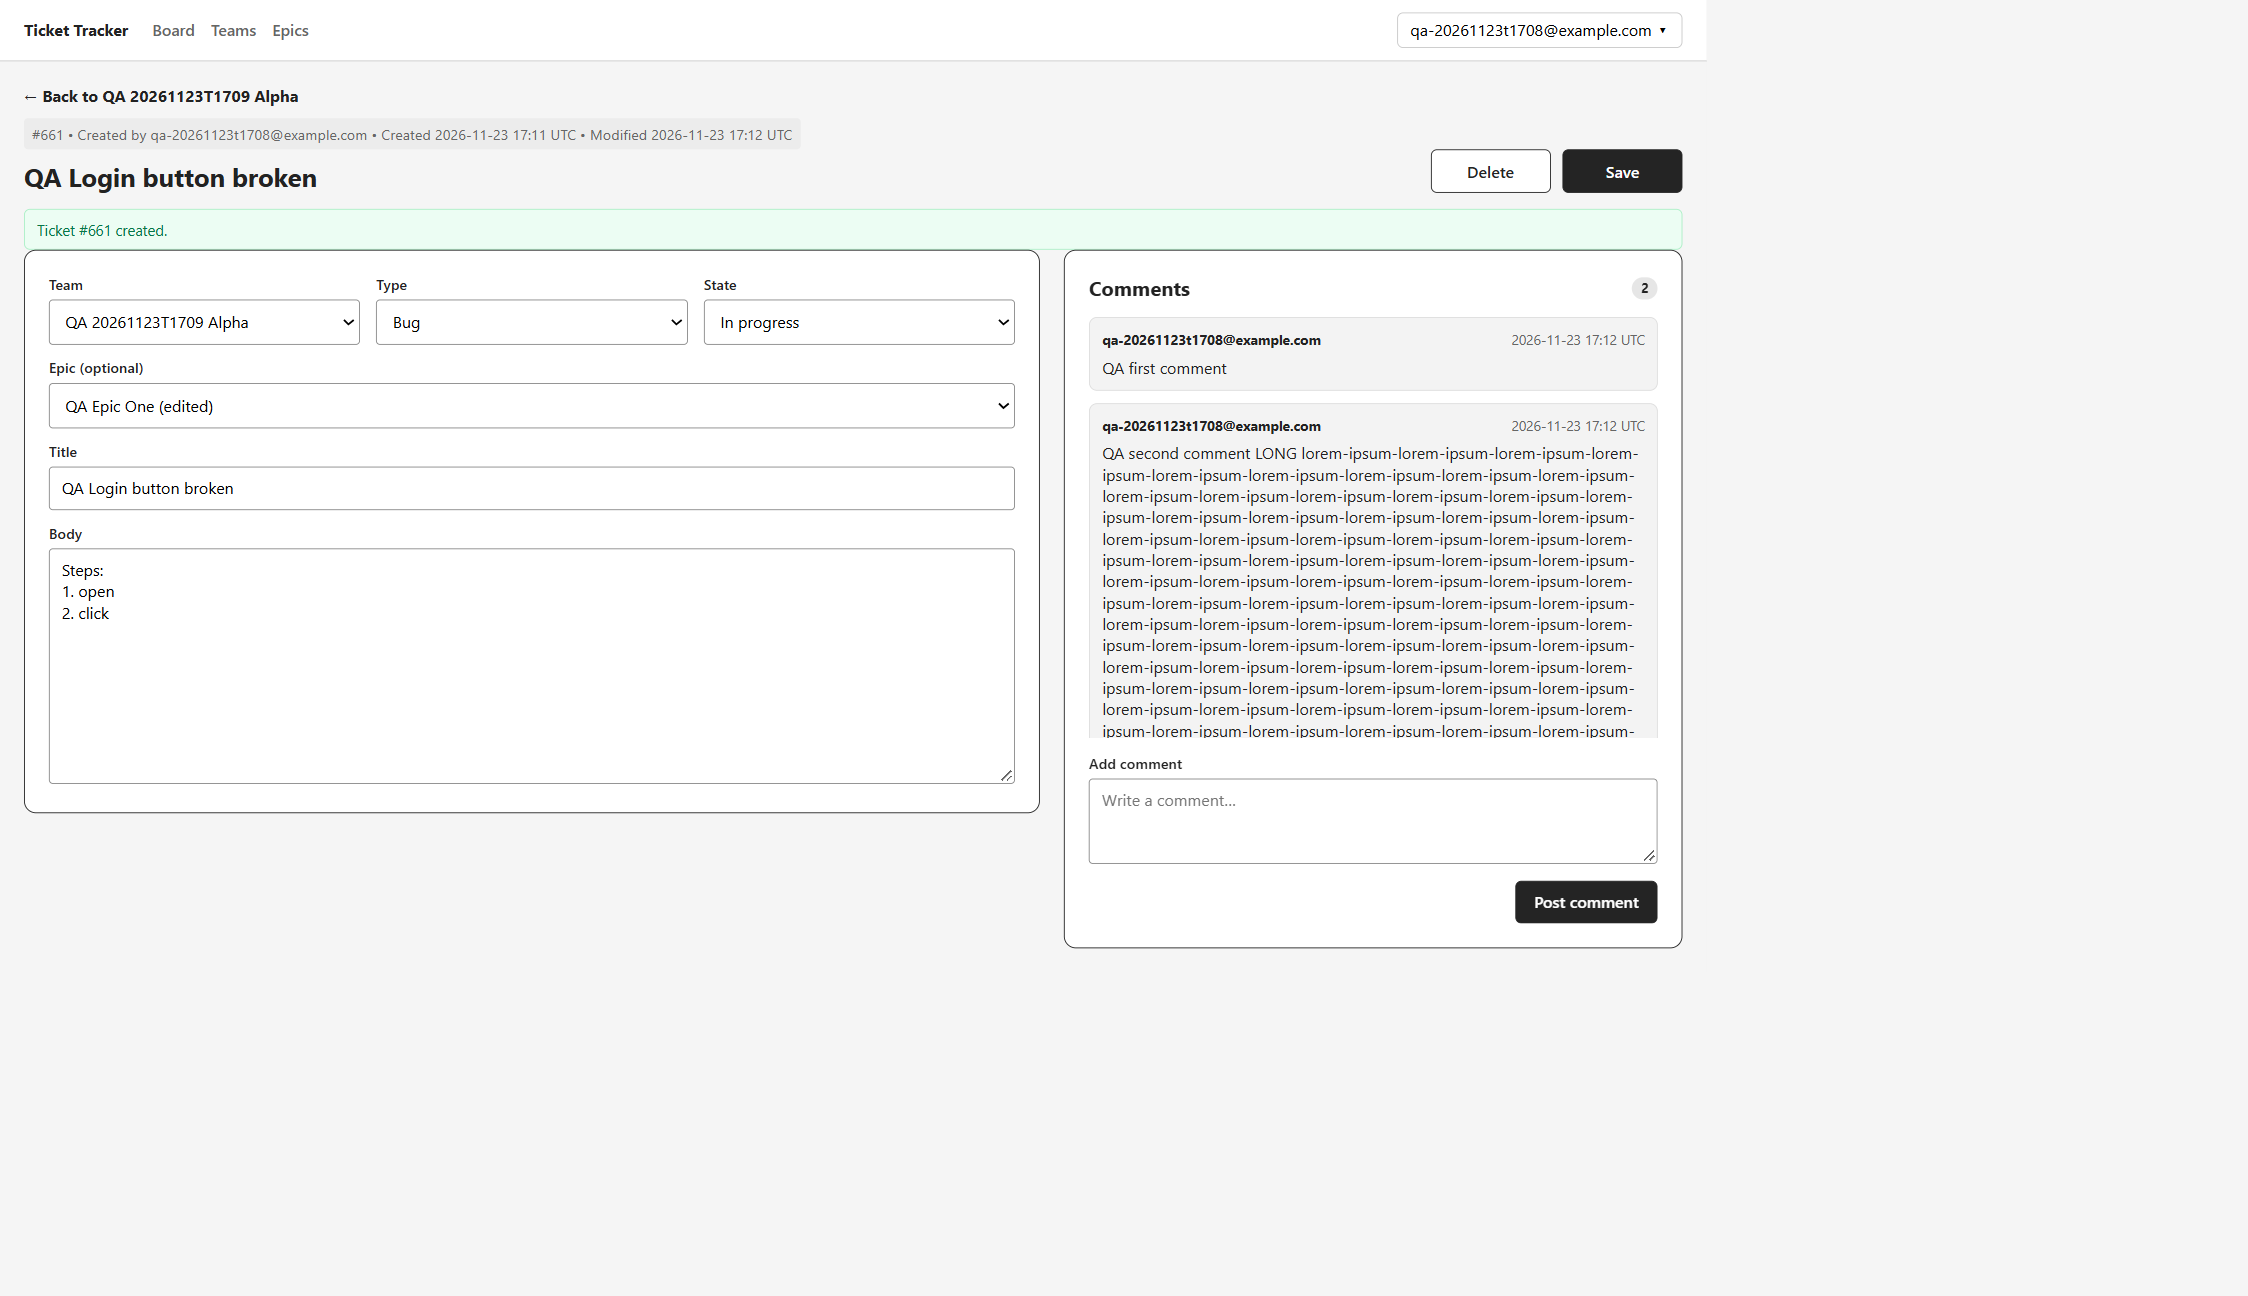 Ticket Tracker Board Teams Epics qa-20261123t1708@example.com ▾
← Back to QA 20261123T1709 Alpha
#661 • Created by qa-20261123t1708@example.com • Created 2026-11-23 17:11 UTC • Modified 2026-11-23 17:12 UTC
QA Login button broken
Delete Save
Ticket #661 created.
Team Type State
QA 20261123T1709 Alpha Bug In progress
Epic (optional)
QA Epic One (edited)
Title
QA Login button broken
Body
Steps:
1. open
2. click
Comments 2
qa-20261123t1708@example.com 2026-11-23 17:12 UTC
QA first comment
qa-20261123t1708@example.com 2026-11-23 17:12 UTC
QA second comment LONG lorem-ipsum-lorem-ipsum-lorem-ipsum-lorem-
ipsum-lorem-ipsum-lorem-ipsum-lorem-ipsum-lorem-ipsum-lorem-ipsum-
lorem-ipsum-lorem-ipsum-lorem-ipsum-lorem-ipsum-lorem-ipsum-lorem-
ipsum-lorem-ipsum-lorem-ipsum-lorem-ipsum-lorem-ipsum-lorem-ipsum-
lorem-ipsum-lorem-ipsum-lorem-ipsum-lorem-ipsum-lorem-ipsum-lorem-
ipsum-lorem-ipsum-lorem-ipsum-lorem-ipsum-lorem-ipsum-lorem-ipsum-
lorem-ipsum-lorem-ipsum-lorem-ipsum-lorem-ipsum-lorem-ipsum-lorem-
ipsum-lorem-ipsum-lorem-ipsum-lorem-ipsum-lorem-ipsum-lorem-ipsum-
lorem-ipsum-lorem-ipsum-lorem-ipsum-lorem-ipsum-lorem-ipsum-lorem-
ipsum-lorem-ipsum-lorem-ipsum-lorem-ipsum-lorem-ipsum-lorem-ipsum-
lorem-ipsum-lorem-ipsum-lorem-ipsum-lorem-ipsum-lorem-ipsum-lorem-
ipsum-lorem-ipsum-lorem-ipsum-lorem-ipsum-lorem-ipsum-lorem-ipsum-
lorem-ipsum-lorem-ipsum-lorem-ipsum-lorem-ipsum-lorem-ipsum-lorem-
ipsum-lorem-ipsum-lorem-ipsum-lorem-ipsum-lorem-ipsum-lorem-ipsum-
Add comment
Write a comment...
Post comment